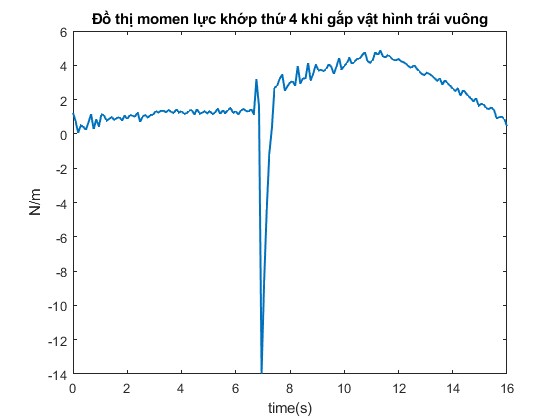 Đồ thị momen lực khớp thứ 4 khi gắp vật hình trái vuông
6
4
2
0
-2
-4
-6
-8
-10
-12
-14
N/m
0 2 4 6 8 10 12 14 16
time(s)